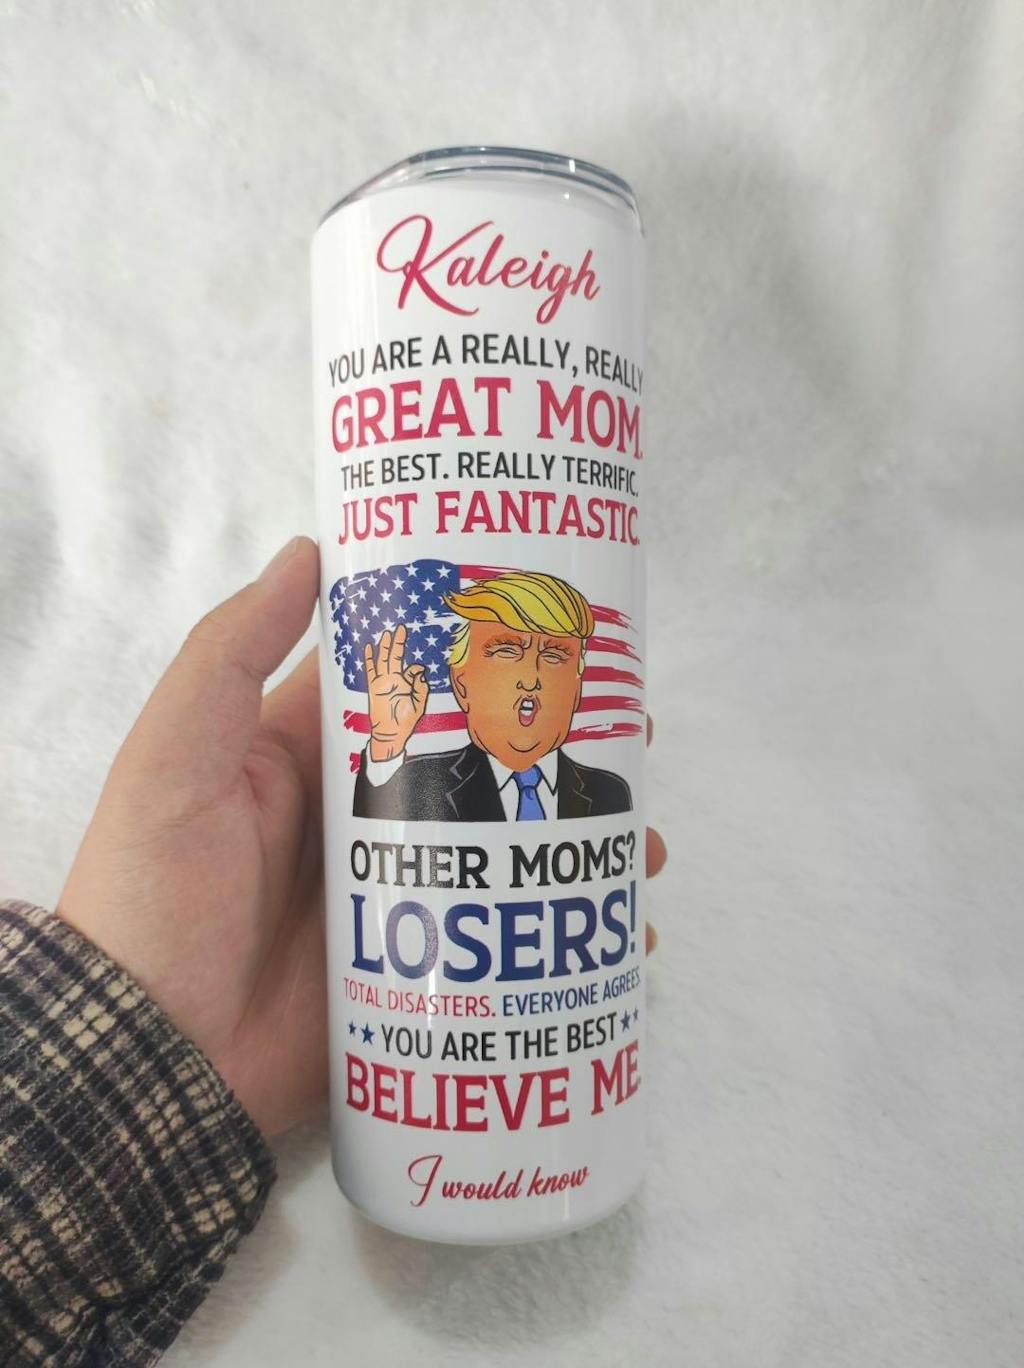 Kaleigh
YOU ARE A REALLY, REALLY
GREAT MOM.
THE BEST. REALLY TERRIFIC.
JUST FANTASTIC.
OTHER MOMS?
LOSERS!
TOTAL DISASTERS. EVERYONE AGREES.
YOU ARE THE BEST
BELIEVE ME
I would know